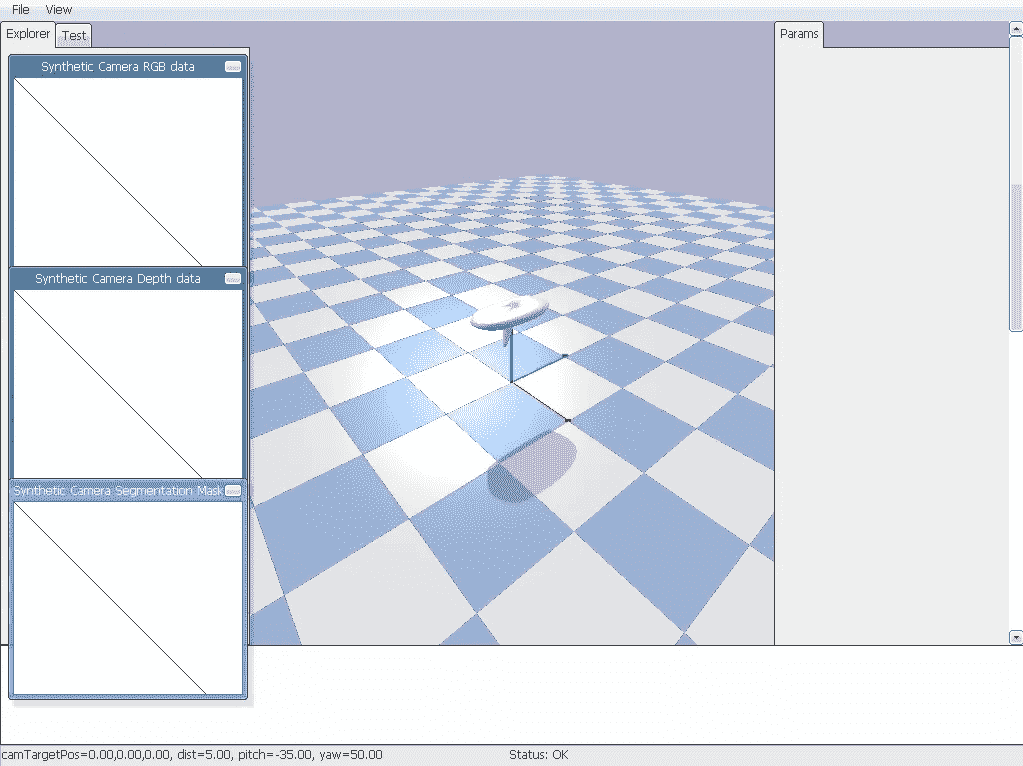 File View
Explorer Test
Params
Synthetic Camera RGB data
Synthetic Camera Depth data
Synthetic Camera Segmentation Mask
camTargetPos=0.00,0.00,0.00, dist=5.00, pitch=-35.00, yaw=50.00 Status: OK